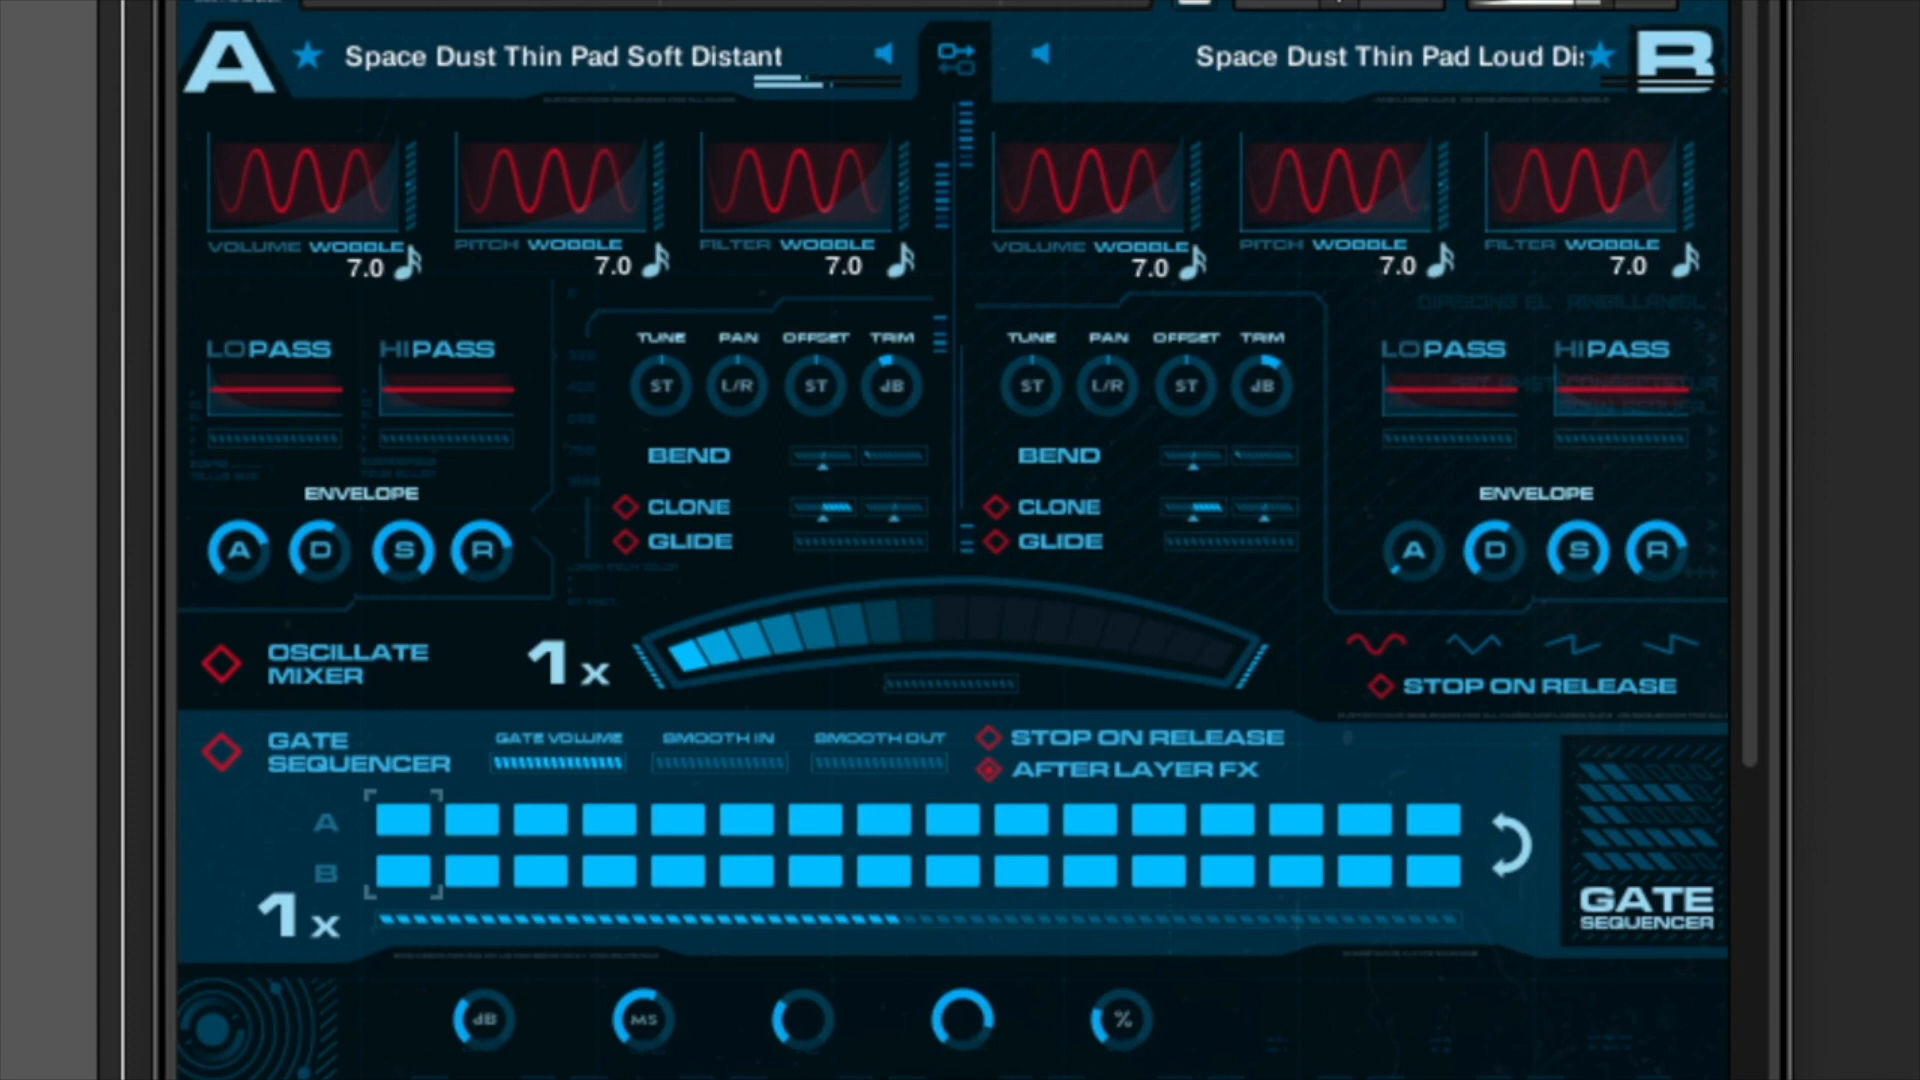 A
Space Dust Thin Pad Soft Distant
Space Dust Thin Pad Loud Dis
B
VOLUME WOBBLE
7.0
PITCH WOBBLE
7.0
FILTER WOBBLE
7.0
VOLUME WOBBLE
7.0
PITCH WOBBLE
7.0
FILTER WOBBLE
7.0
LOPASS
HIPASS
ENVELOPE
A D S R
TUNE PAN OFFSET TRIM
ST L/R ST dB
BEND
CLONE
GLIDE
TUNE PAN OFFSET TRIM
ST L/R ST dB
BEND
CLONE
GLIDE
LOPASS
HIPASS
ENVELOPE
A D S R
OSCILLATE
MIXER
1x
STOP ON RELEASE
GATE
SEQUENCER
GATE VOLUME
SMOOTH IN
SMOOTH OUT
STOP ON RELEASE
AFTER LAYER FX
A
B
1x
GATE
SEQUENCER
dB
MS
%